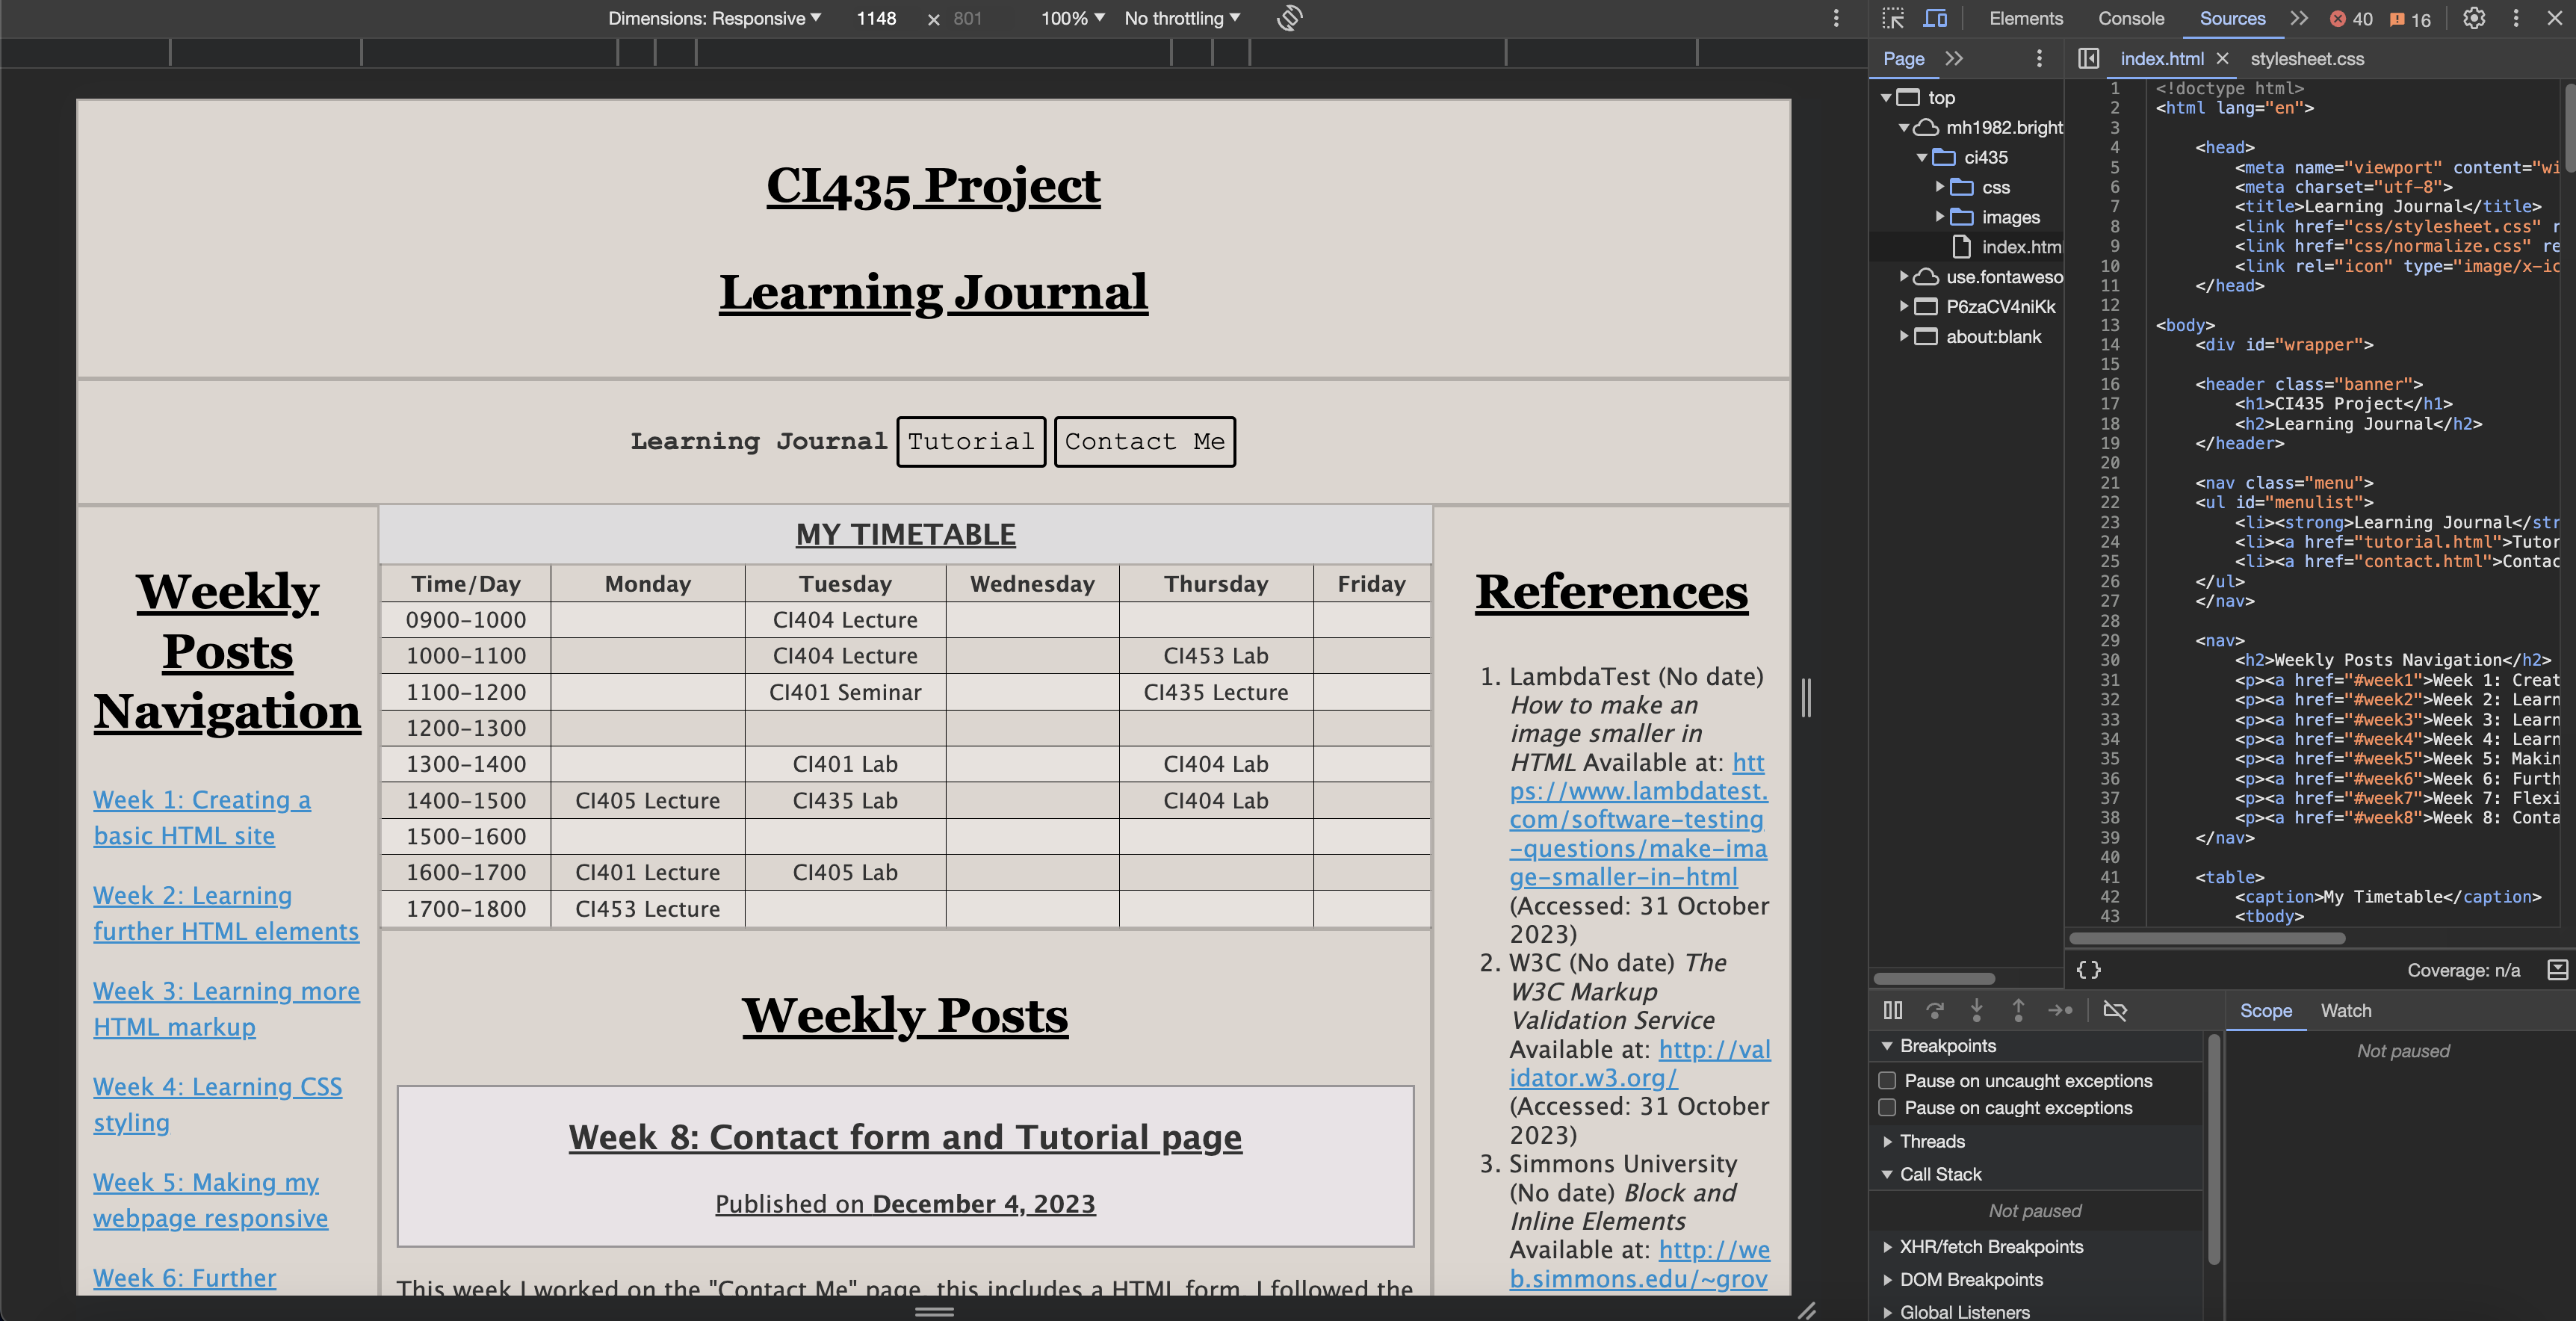 Dimensions: Responsive 1148 × 801 100% No throttling
Elements Console Sources 40 16
Page
index.html
stylesheet.css
CI435 Project
Learning Journal
Learning Journal Tutorial Contact Me
Weekly
Posts
Navigation
Week 1: Creating a
basic HTML site
Week 2: Learning
further HTML elements
Week 3: Learning more
HTML markup
Week 4: Learning CSS
styling
Week 5: Making my
webpage responsive
Week 6: Further
MY TIMETABLE
Time/Day Monday Tuesday Wednesday Thursday Friday
0900-1000 CI404 Lecture
1000-1100 CI404 Lecture CI453 Lab
1100-1200 CI401 Seminar CI435 Lecture
1200-1300
1300-1400 CI401 Lab CI404 Lab
1400-1500 CI405 Lecture CI435 Lab CI404 Lab
1500-1600
1600-1700 CI401 Lecture CI405 Lab
1700-1800 CI453 Lecture
Weekly Posts
Week 8: Contact form and Tutorial page
Published on December 4, 2023
This week I worked on the "Contact Me" page, this includes a HTML form. I followed the
References
1. LambdaTest (No date)
How to make an
image smaller in
HTML Available at: htt
ps://www.lambdatest.
com/software-testing
-questions/make-ima
ge-smaller-in-html
(Accessed: 31 October
2023)
2. W3C (No date) The
W3C Markup
Validation Service
Available at: http://val
idator.w3.org/
(Accessed: 31 October
2023)
3. Simmons University
(No date) Block and
Inline Elements
Available at: http://we
b.simmons.edu/~grov
top
mh1982.bright
ci435
css
images
index.htm
use.fontaweso
P6zaCV4niKk
about:blank
1 <!doctype html>
2 <html lang="en">
3
4 <head>
5 <meta name="viewport" content="wi
6 <meta charset="utf-8">
7 <title>Learning Journal</title>
8 <link href="css/stylesheet.css" r
9 <link href="css/normalize.css" re
10 <link rel="icon" type="image/x-ic
11 </head>
12
13 <body>
14 <div id="wrapper">
15
16 <header class="banner">
17 <h1>CI435 Project</h1>
18 <h2>Learning Journal</h2>
19 </header>
20
21 <nav class="menu">
22 <ul id="menulist">
23 <li><strong>Learning Journal</str
24 <li><a href="tutorial.html">Tutor
25 <li><a href="contact.html">Contac
26 </ul>
27 </nav>
28
29 <nav>
30 <h2>Weekly Posts Navigation</h2>
31 <p><a href="#week1">Week 1: Creat
32 <p><a href="#week2">Week 2: Learn
33 <p><a href="#week3">Week 3: Learn
34 <p><a href="#week4">Week 4: Learn
35 <p><a href="#week5">Week 5: Makin
36 <p><a href="#week6">Week 6: Furth
37 <p><a href="#week7">Week 7: Flexi
38 <p><a href="#week8">Week 8: Conta
39 </nav>
40
41 <table>
42 <caption>My Timetable</caption>
43 <tbody>
{} Coverage: n/a
Scope Watch
Not paused
Breakpoints
Pause on uncaught exceptions
Pause on caught exceptions
Threads
Call Stack
Not paused
XHR/fetch Breakpoints
DOM Breakpoints
Global Listeners